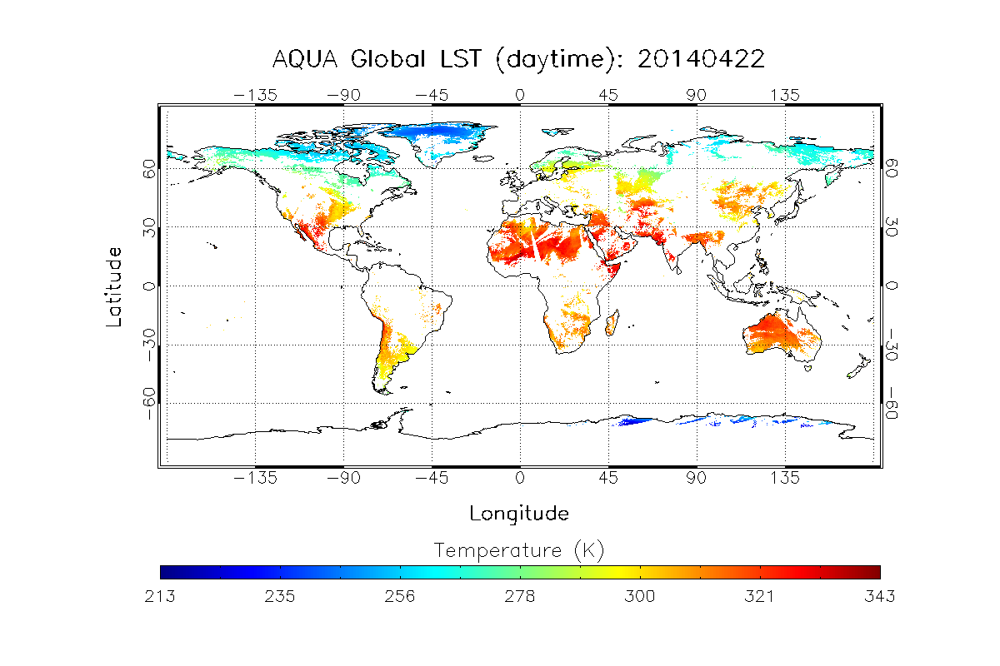 AQUA Global LST (daytime): 20140422
−135 −90 −45 0 45 90 135
60 60
30 30
0 0
−30 −30
−60 −60
Latitude
−135 −90 −45 0 45 90 135
Longitude
Temperature (K)
213 235 256 278 300 321 343